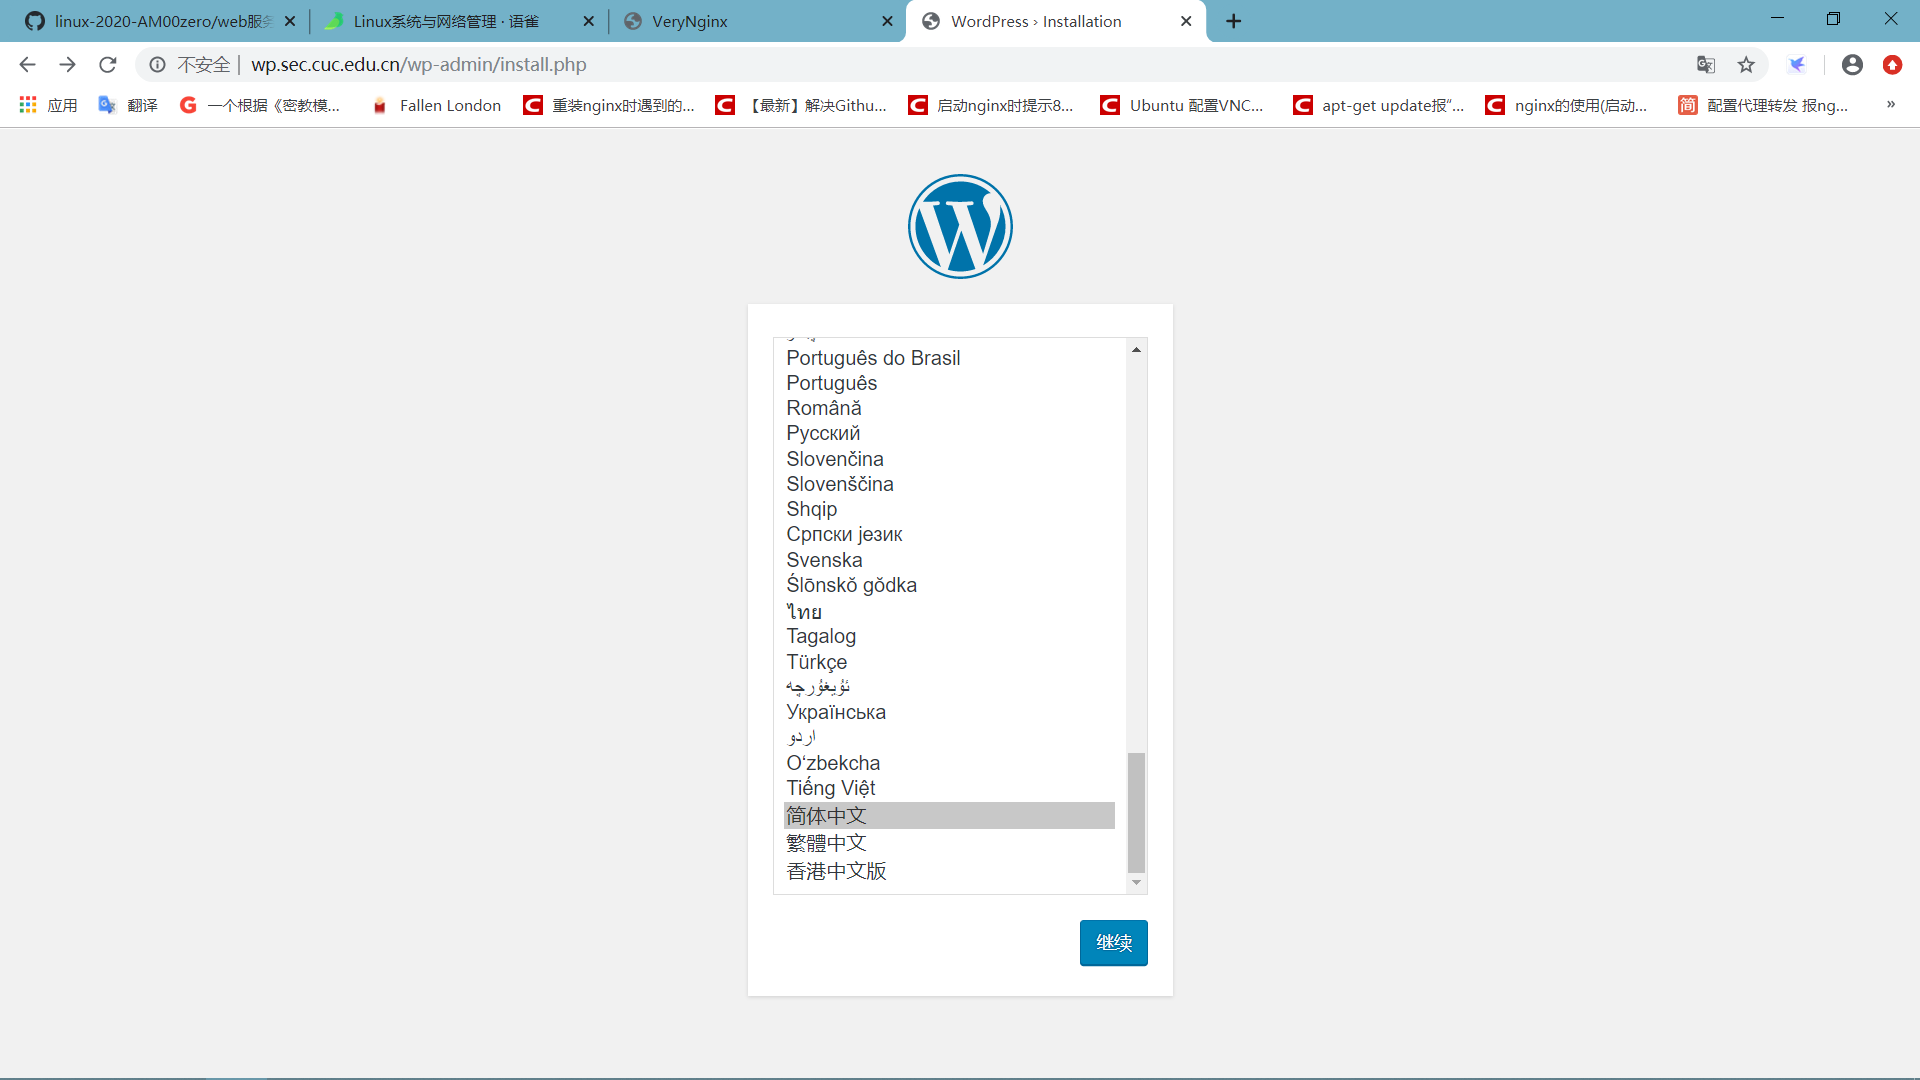 linux-2020-AM00zero/web服务
Linux系统与网络管理 · 语雀
VeryNginx
WordPress › Installation
不安全 | wp.sec.cuc.edu.cn/wp-admin/install.php
应用
翻译
一个根据《密教模...
Fallen London
重装nginx时遇到的...
【最新】解决Githu...
启动nginx时提示8...
Ubuntu 配置VNC...
apt-get update报“...
nginx的使用(启动...
简
配置代理转发 报ng...
»
Português do Brasil
Português
Română
Русский
Slovenčina
Slovenščina
Shqip
Српски језик
Svenska
Ślōnskŏ gŏdka
ไทย
Tagalog
Türkçe
ئۇيغۇرچە
Українська
اردو
O‘zbekcha
Tiếng Việt
简体中文
繁體中文
香港中文版
继续